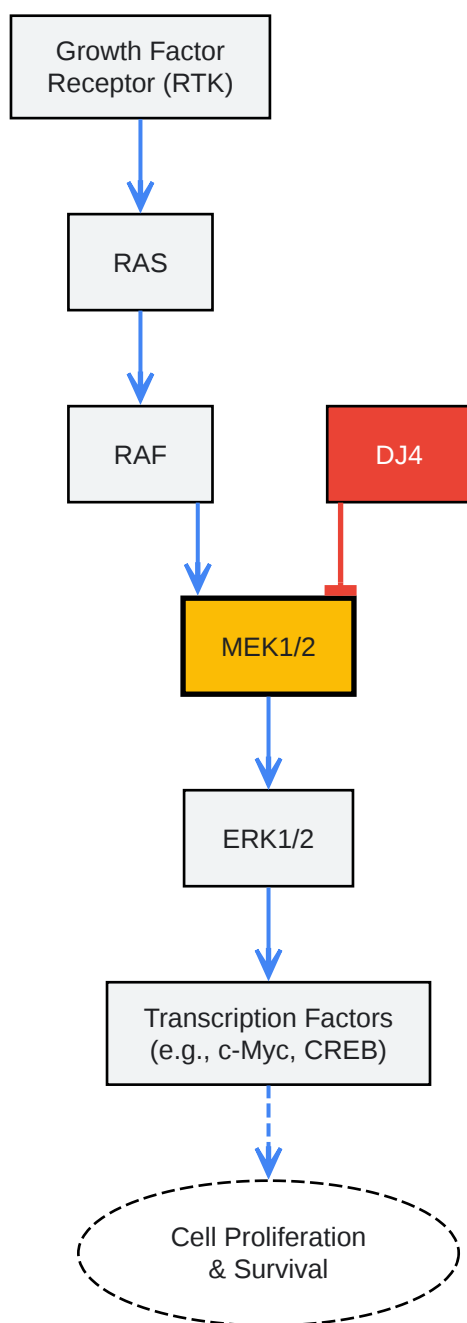 Growth Factor
Receptor (RTK)
RAS
RAF
DJ4
MEK1/2
ERK1/2
Transcription Factors
(e.g., c-Myc, CREB)
Cell Proliferation
& Survival